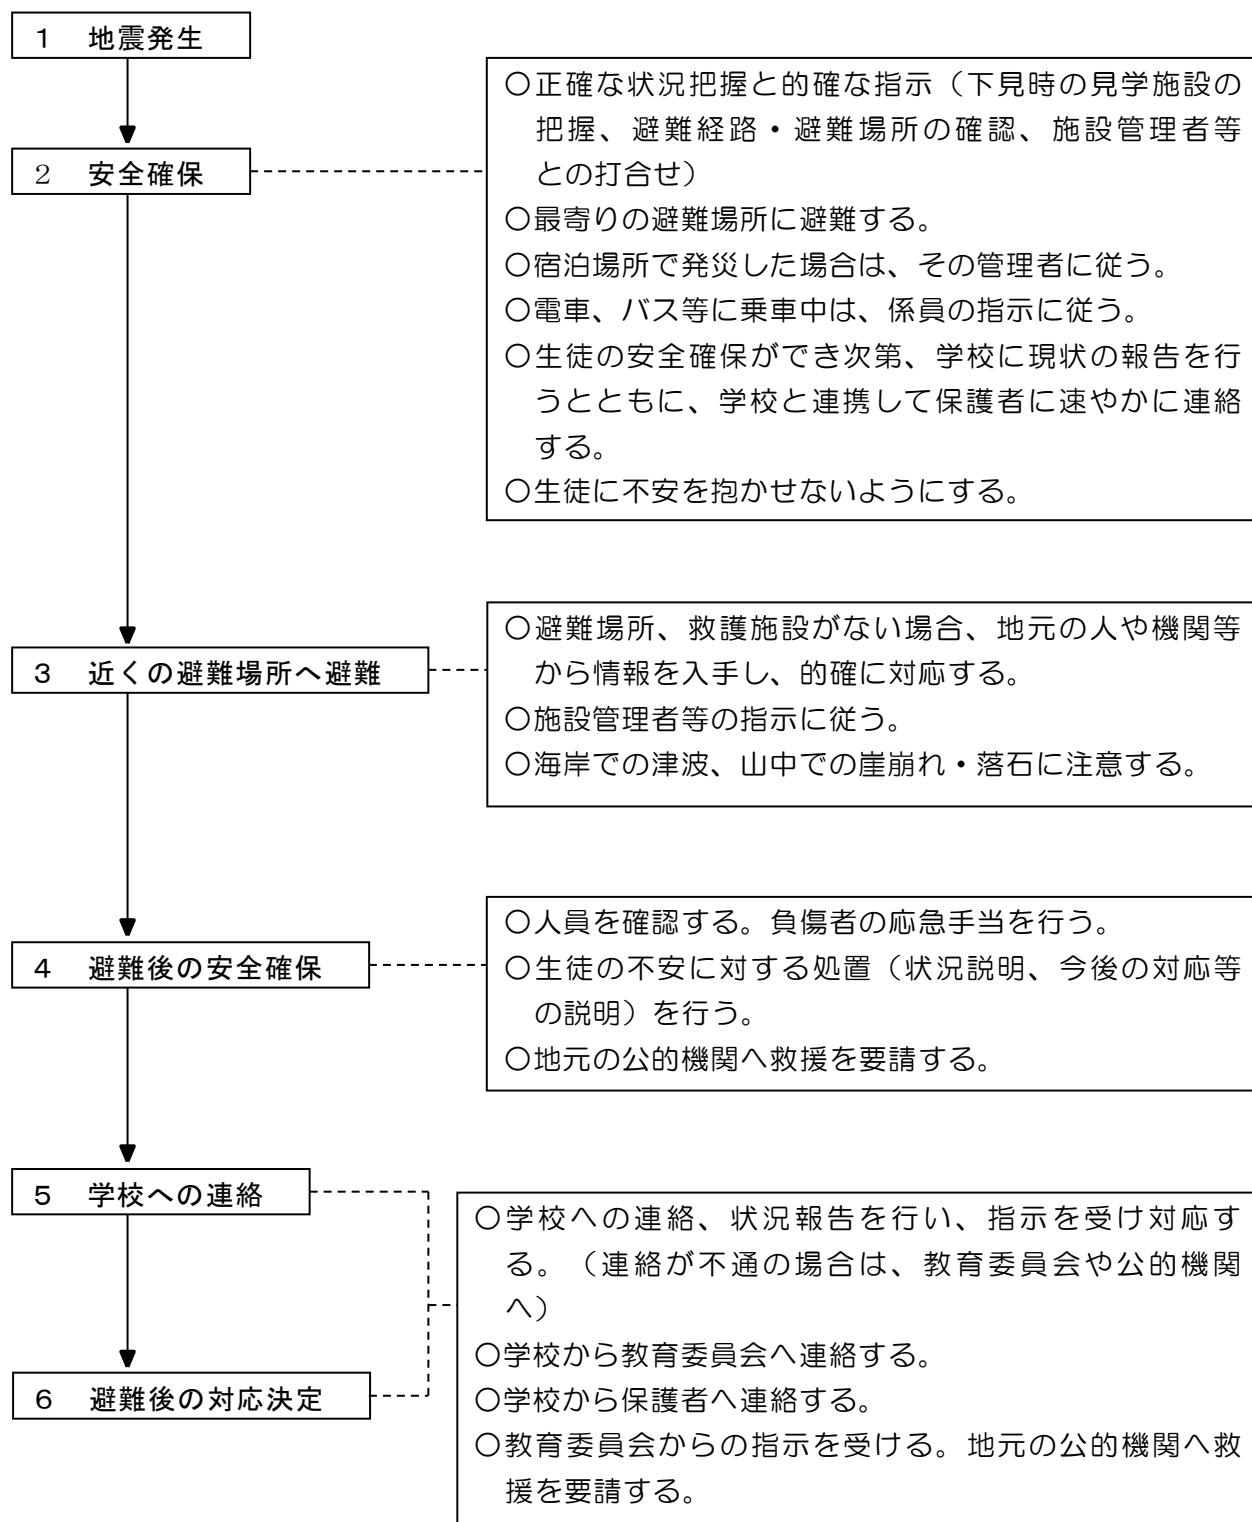 １　地震発生
２　安全確保
〇正確な状況把握と的確な指示（下見時の見学施設の
把握、避難経路・避難場所の確認、施設管理者等
との打合せ）
〇最寄りの避難場所に避難する。
〇宿泊場所で発災した場合は、その管理者に従う。
〇電車、バス等に乗車中は、係員の指示に従う。
〇生徒の安全確保ができ次第、学校に現状の報告を行
うとともに、学校と連携して保護者に速やかに連絡
する。
〇生徒に不安を抱かせないようにする。
３　近くの避難場所へ避難
〇避難場所、救護施設がない場合、地元の人や機関等
から情報を入手し、的確に対応する。
〇施設管理者等の指示に従う。
〇海岸での津波、山中での崖崩れ・落石に注意する。
４　避難後の安全確保
〇人員を確認する。負傷者の応急手当を行う。
〇生徒の不安に対する処置（状況説明、今後の対応等
の説明）を行う。
〇地元の公的機関へ救援を要請する。
５　学校への連絡
６　避難後の対応決定
〇学校への連絡、状況報告を行い、指示を受け対応す
る。（連絡が不通の場合は、教育委員会や公的機関
へ）
〇学校から教育委員会へ連絡する。
〇学校から保護者へ連絡する。
〇教育委員会からの指示を受ける。地元の公的機関へ救
援を要請する。